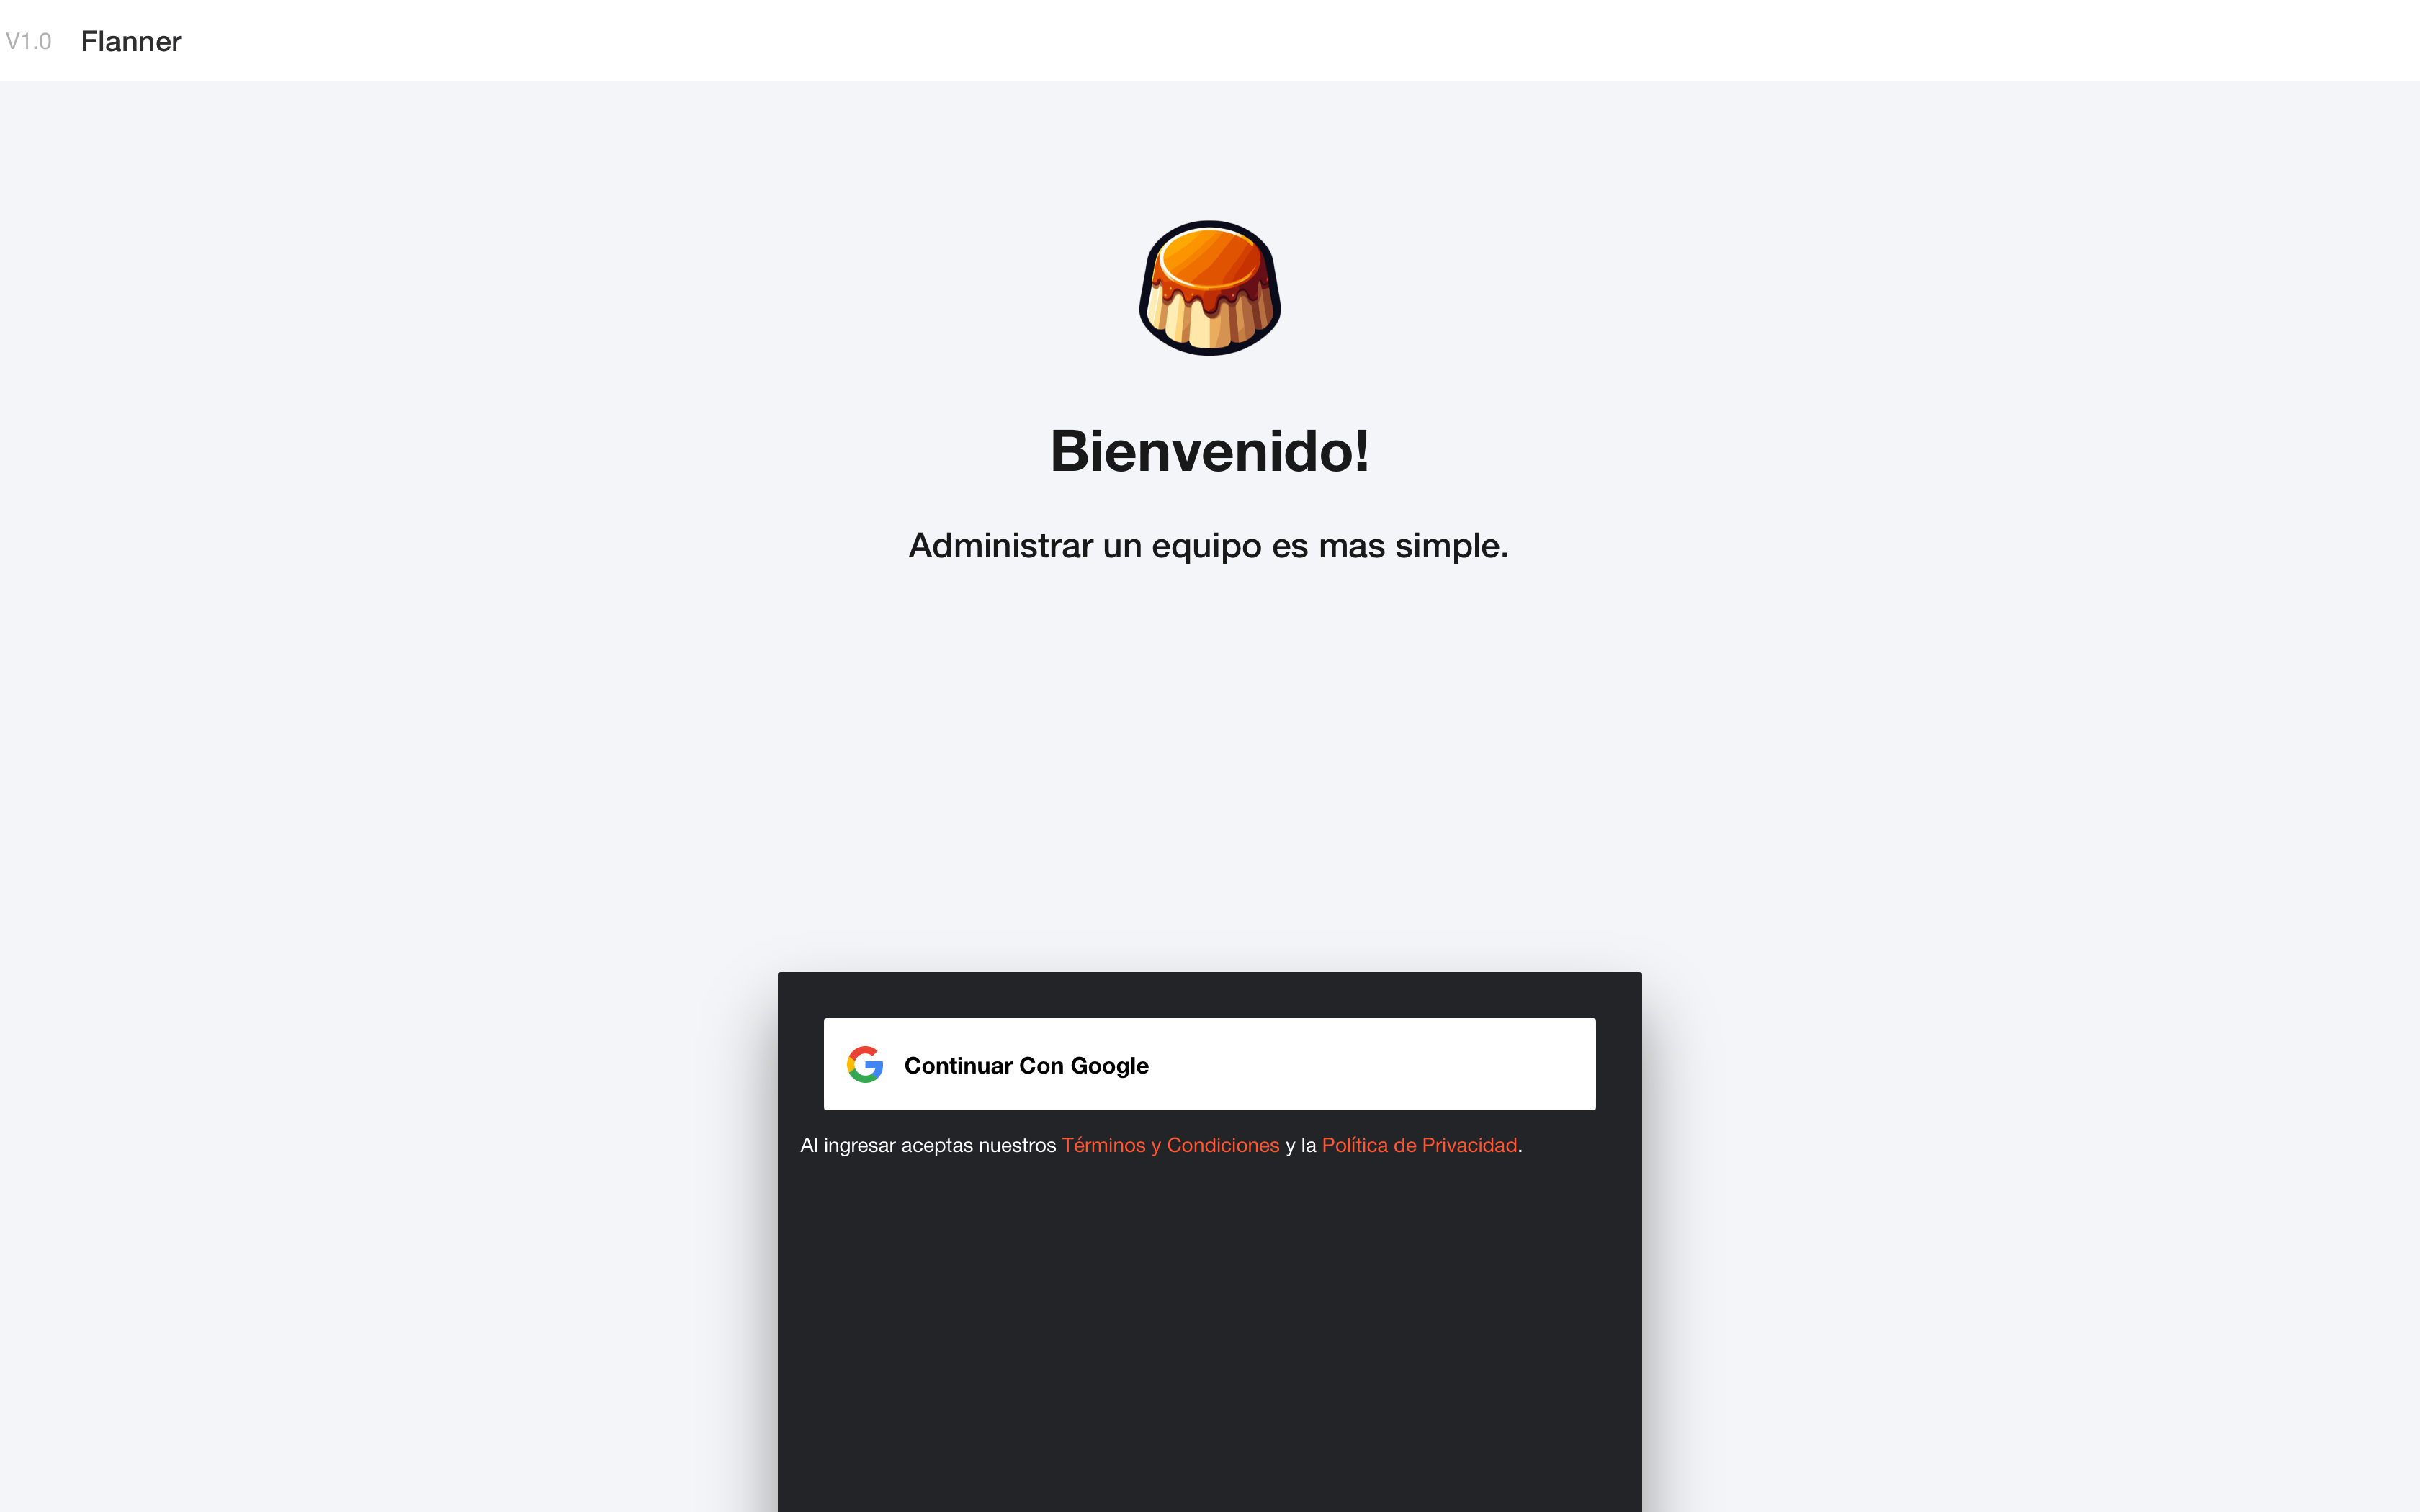 V1.0 Flanner
Bienvenido!
Administrar un equipo es mas simple.
Continuar Con Google
Al ingresar aceptas nuestros Términos y Condiciones y la Política de Privacidad.